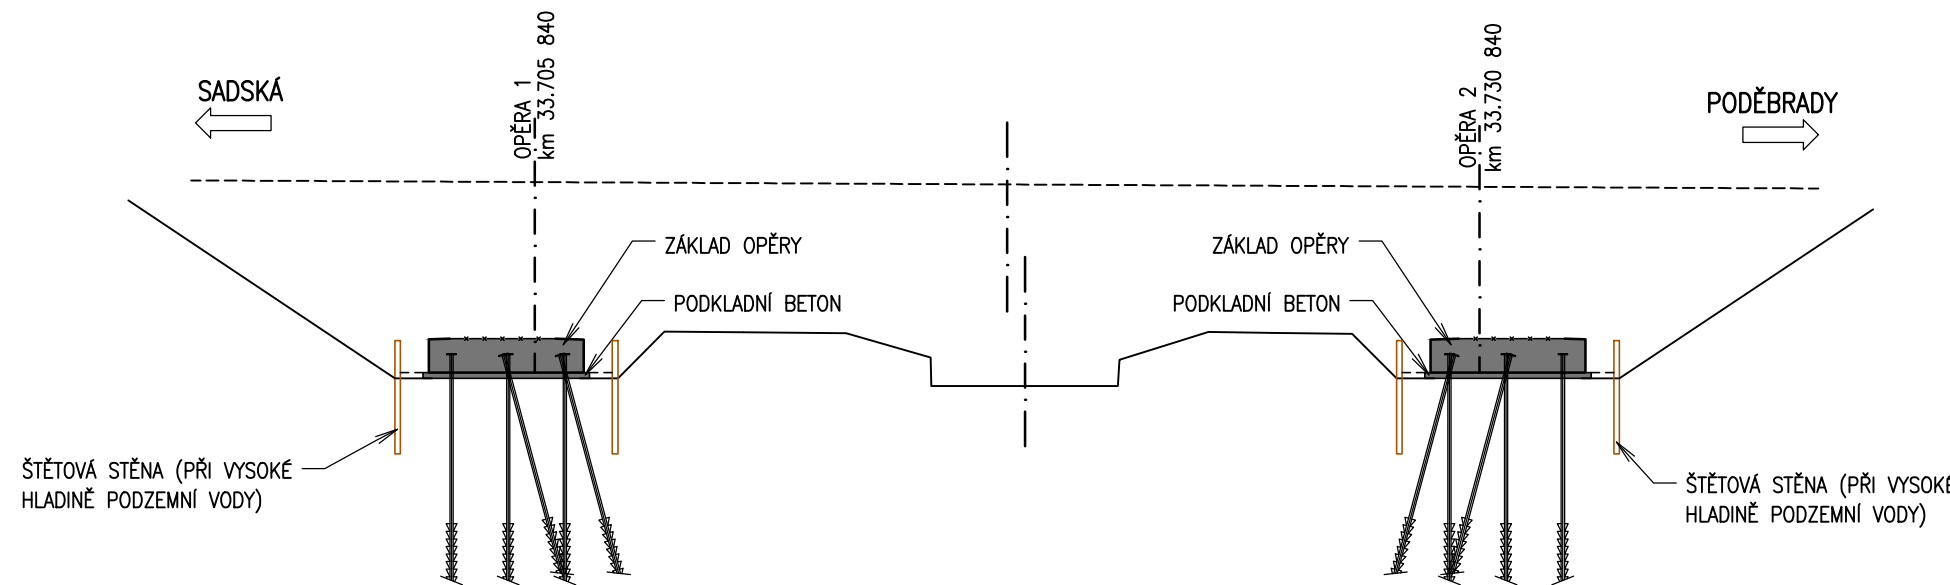 SADSKÁ
OPĚRA 1
km 33.705 840
OPĚRA 2
km 33.730 840
PODĚBRADY
ZÁKLAD OPĚRY
ZÁKLAD OPĚRY
PODKLADNÍ BETON
PODKLADNÍ BETON
ŠTĚTOVÁ STĚNA (PŘI VYSOKÉ
HLADINĚ PODZEMNÍ VODY)
ŠTĚTOVÁ STĚNA (PŘI VYSOKÉ
HLADINĚ PODZEMNÍ VODY)